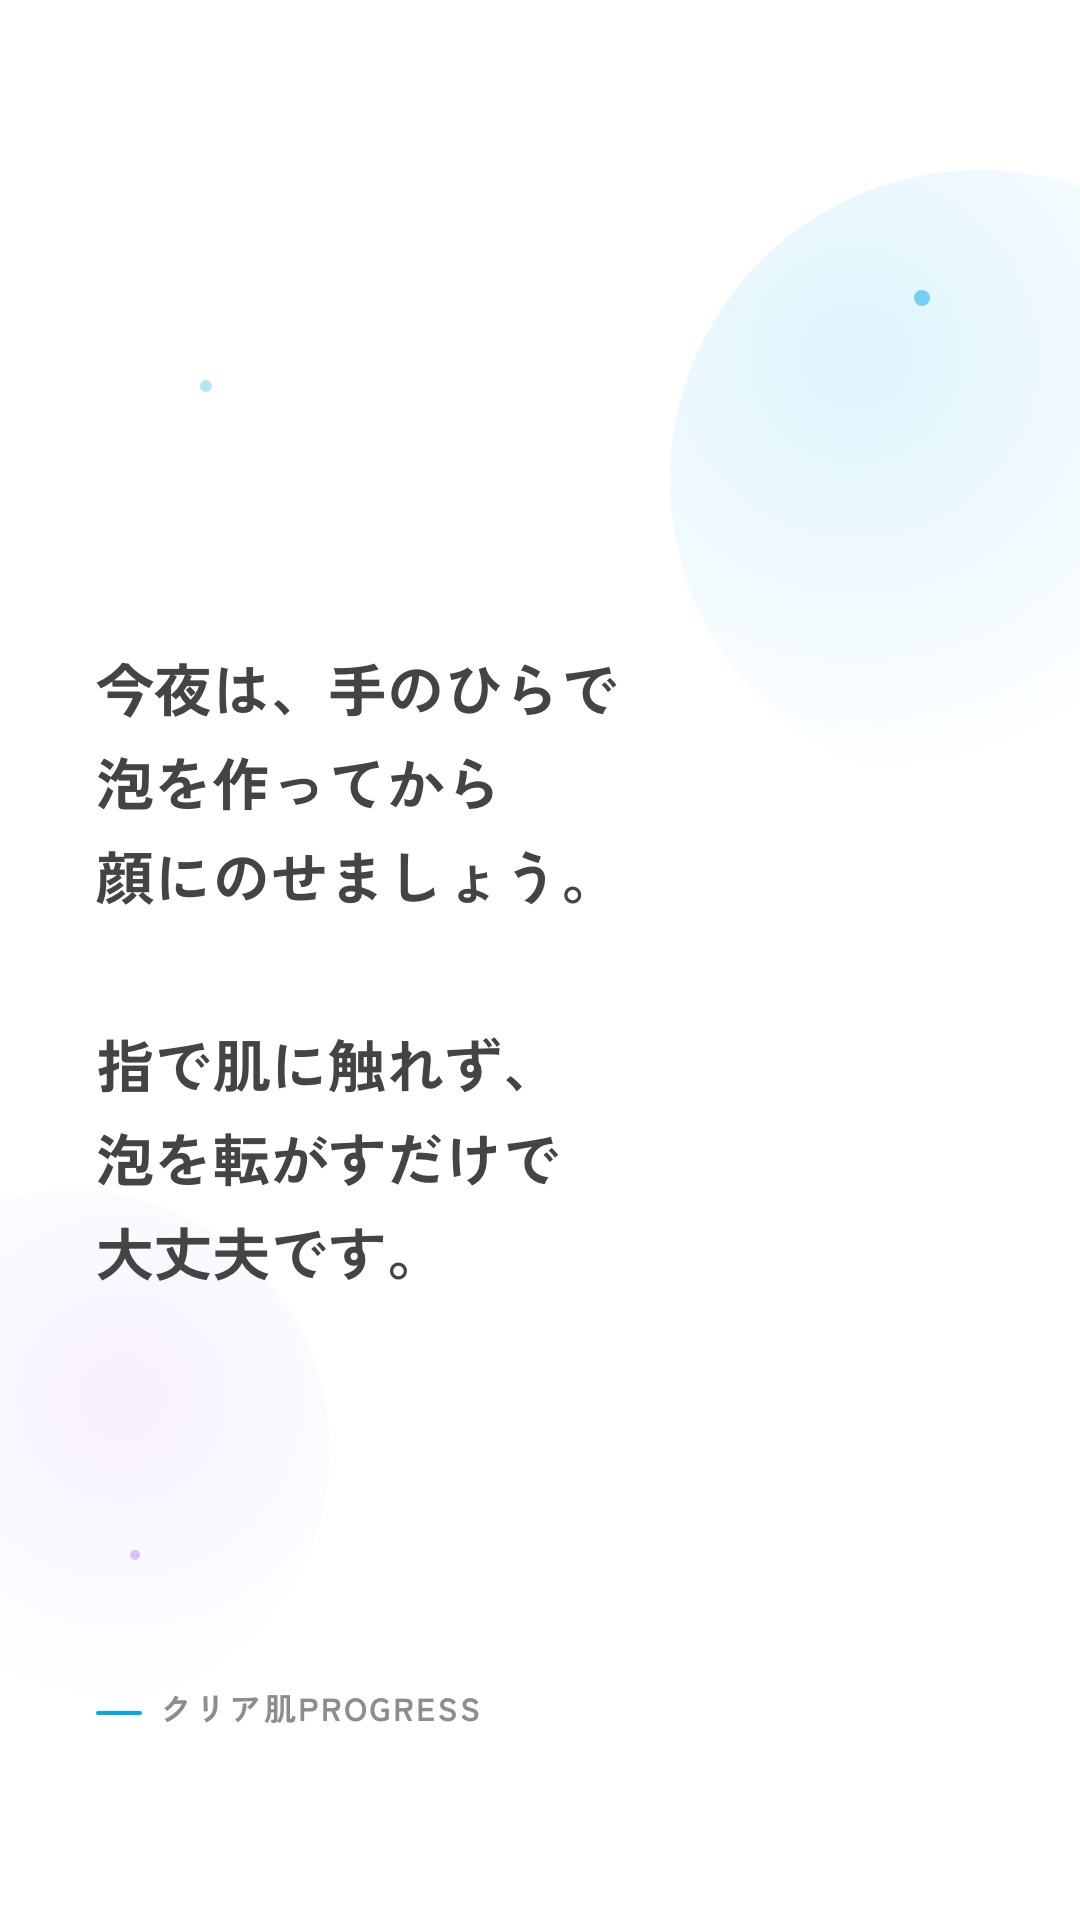 今夜は、手のひらで
泡を作ってから
顔にのせましょう。
指で肌に触れず、
泡を転がすだけで
大丈夫です。
クリア肌PROGRESS